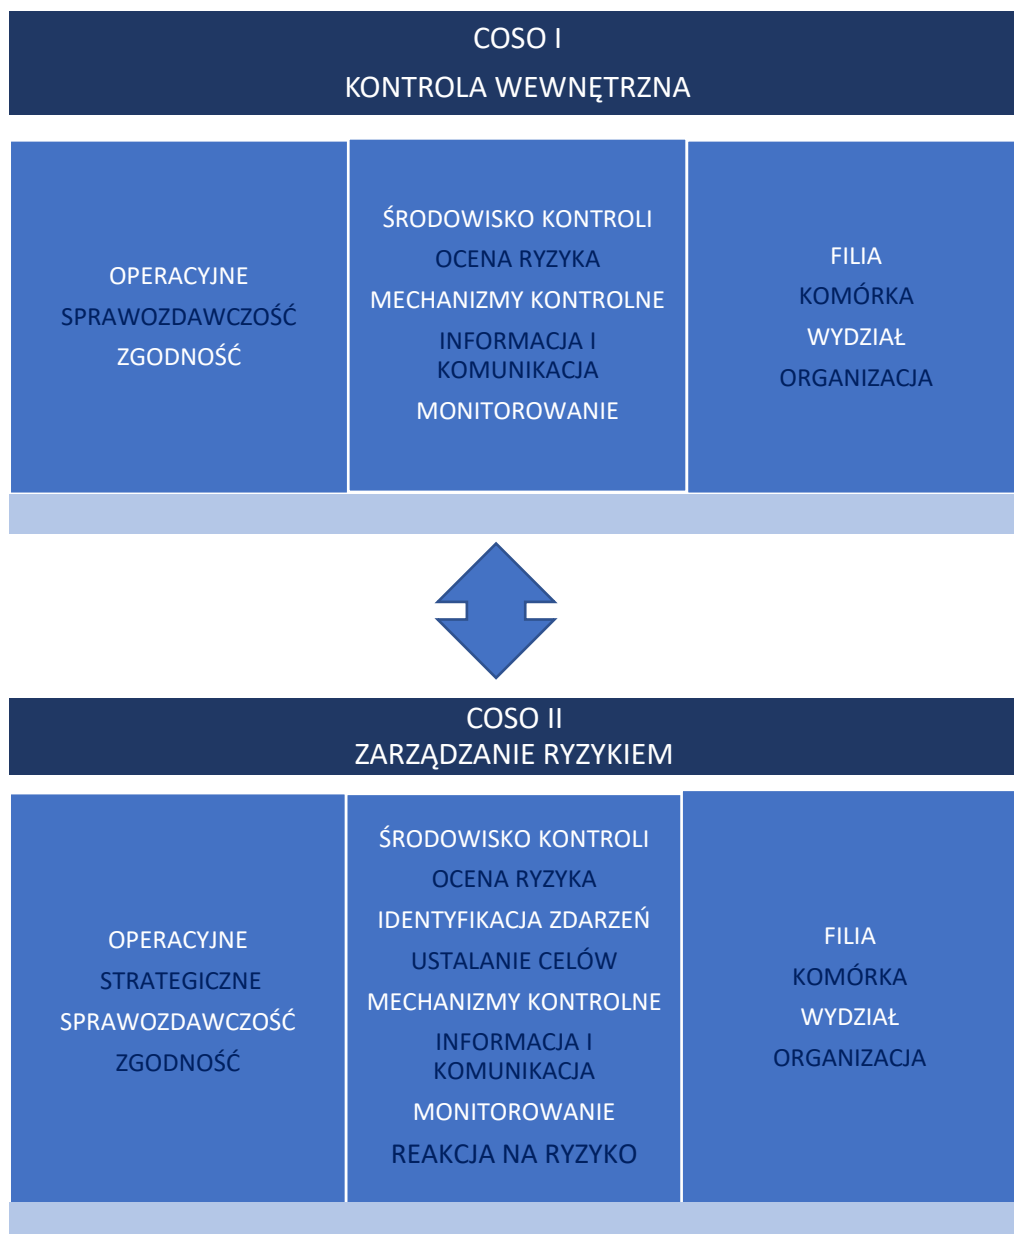 COSO I
KONTROLA WEWNĘTRZNA
OPERACYJNE
SPRAWOZDAWCZOŚĆ
ZGODNOŚĆ
ŚRODOWISKO KONTROLI
OCENA RYZYKA
MECHANIZMY KONTROLNE
INFORMACJA I
KOMUNIKACJA
MONITOROWANIE
FILIA
KOMÓRKA
WYDZIAŁ
ORGANIZACJA
COSO II
ZARZĄDZANIE RYZYKIEM
OPERACYJNE
STRATEGICZNE
SPRAWOZDAWCZOŚĆ
ZGODNOŚĆ
ŚRODOWISKO KONTROLI
OCENA RYZYKA
IDENTYFIKACJA ZDARZEŃ
USTALANIE CELÓW
MECHANIZMY KONTROLNE
INFORMACJA I
KOMUNIKACJA
MONITOROWANIE
REAKCJA NA RYZYKO
FILIA
KOMÓRKA
WYDZIAŁ
ORGANIZACJA